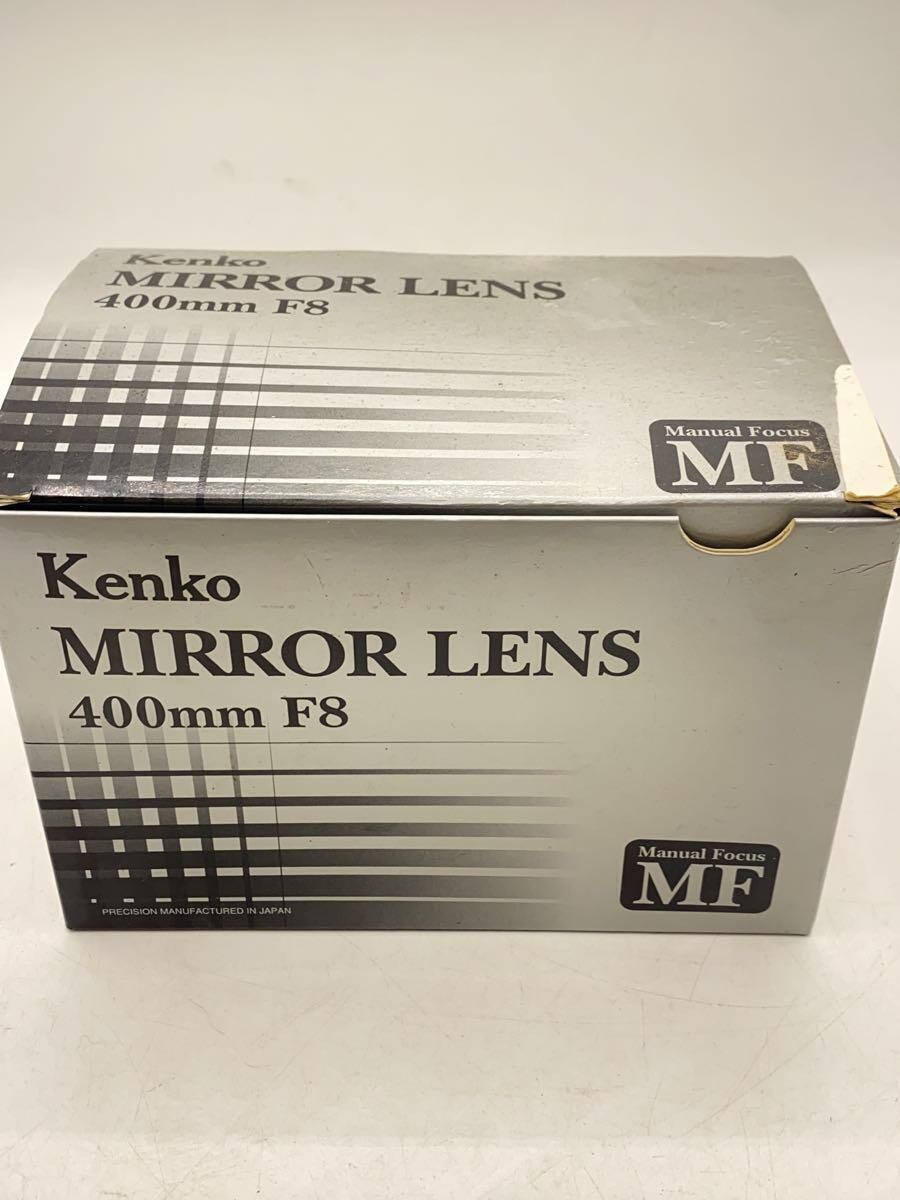 Kenko
MIRROR LENS
400mm F8
Manual Focus
MF
Kenko
MIRROR LENS
400mm F8
Manual Focus
MF
PRECISION MANUFACTURED IN JAPAN